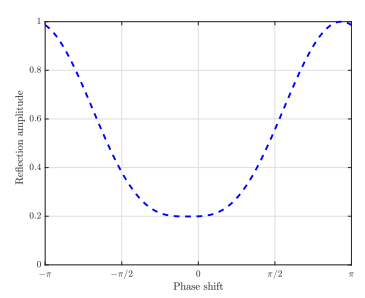 1
0.8
0.6
0.4
0.2
0
−π
−π/2
0
π/2
π
Phase shift
Reflection amplitude